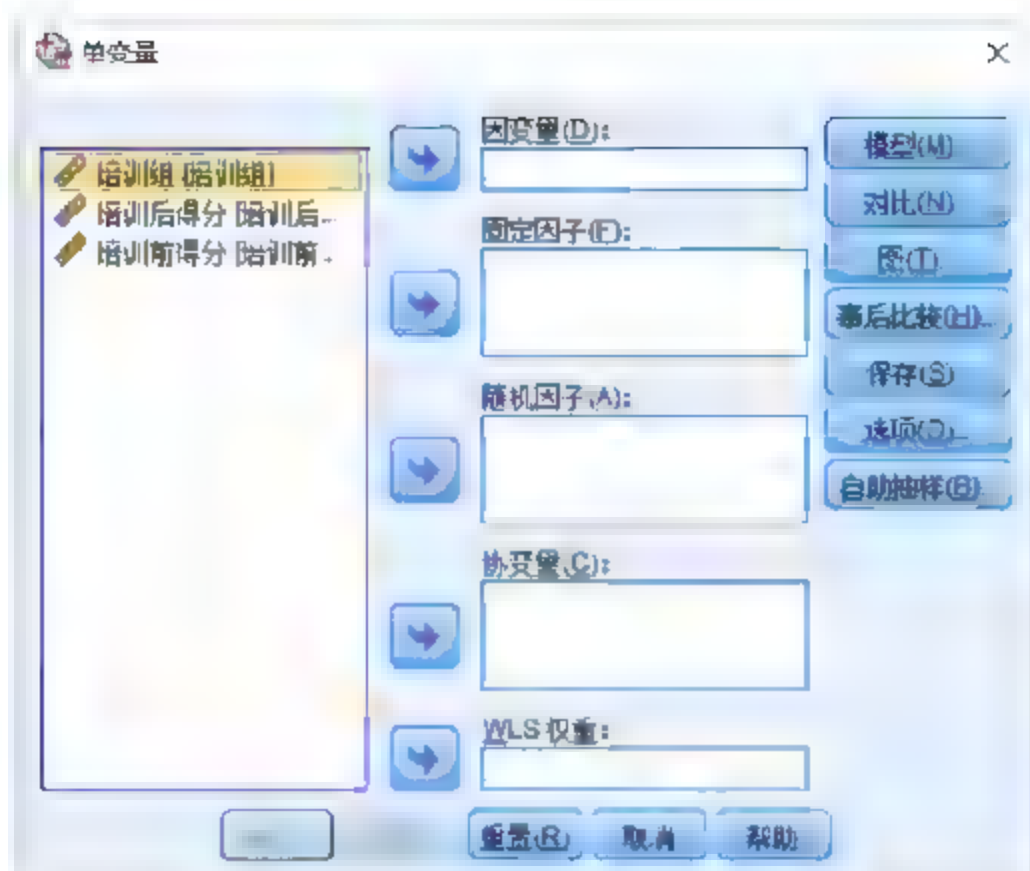 单变量
培训组 [培训组]
培训后得分 [培训后...
培训前得分 [培训前...
因变量(D):
固定因子(F):
随机因子(A):
协变量(C):
WLS 权重:
模型(M)
对比(N)
图(T)
事后比较(H)...
保存(S)
选项(O)...
自助抽样(B)
重置(R)
取消
帮助